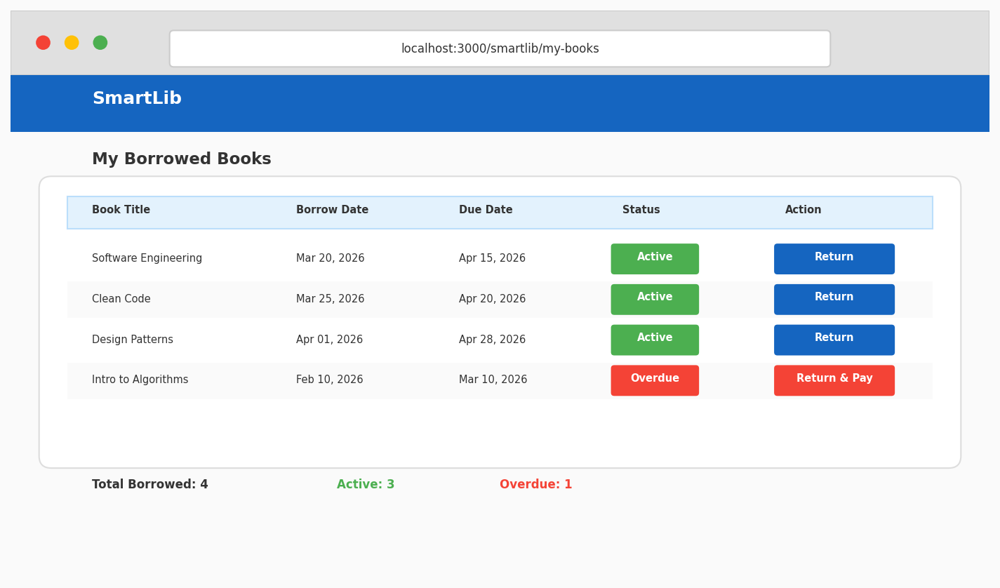 localhost:3000/smartlib/my-books
SmartLib
My Borrowed Books
Book Title Borrow Date Due Date Status Action
Software Engineering Mar 20, 2026 Apr 15, 2026 Active Return
Clean Code Mar 25, 2026 Apr 20, 2026 Active Return
Design Patterns Apr 01, 2026 Apr 28, 2026 Active Return
Intro to Algorithms Feb 10, 2026 Mar 10, 2026 Overdue Return & Pay
Total Borrowed: 4 Active: 3 Overdue: 1